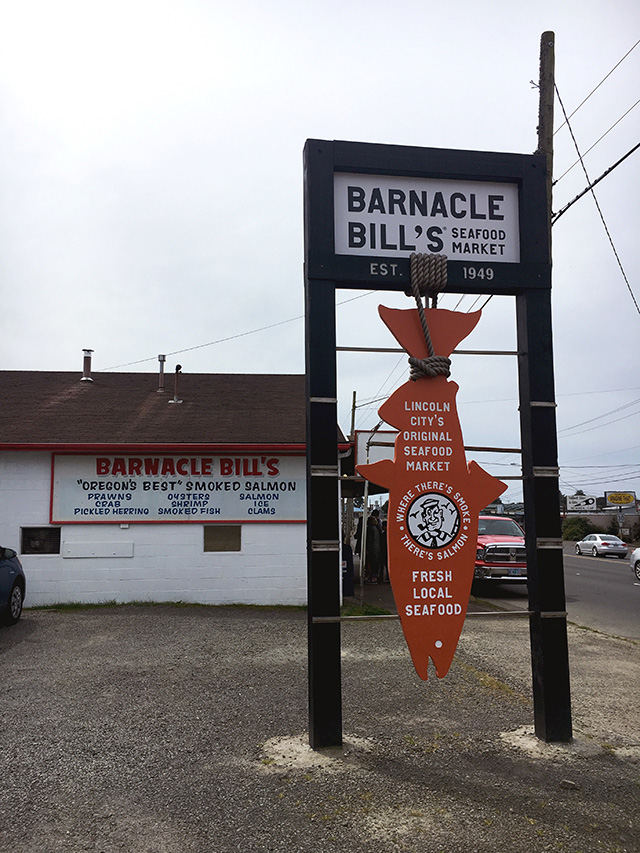 BARNACLE
BILL'S® SEAFOOD MARKET
EST. 1949
LINCOLN
CITY'S
ORIGINAL
SEAFOOD
MARKET
WHERE THERE'S SMOKE
• THERE'S SALMON •
FRESH
LOCAL
SEAFOOD
BARNACLE BILL'S
"OREGON'S BEST" SMOKED SALMON
PRAWNS OYSTERS SALMON
CRAB SHRIMP ICE
PICKLED HERRING SMOKED FISH CLAMS